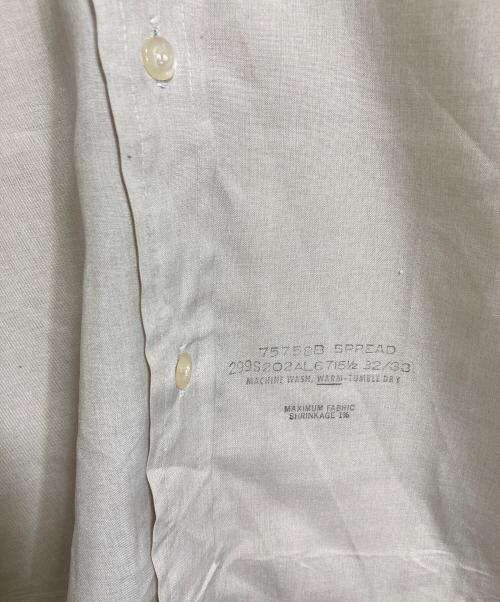 75758B SPREAD
299S202AL6715½ 32/33
MACHINE WASH, WARM-TUMBLE DRY
MAXIMUM FABRIC
SHRINKAGE 1%